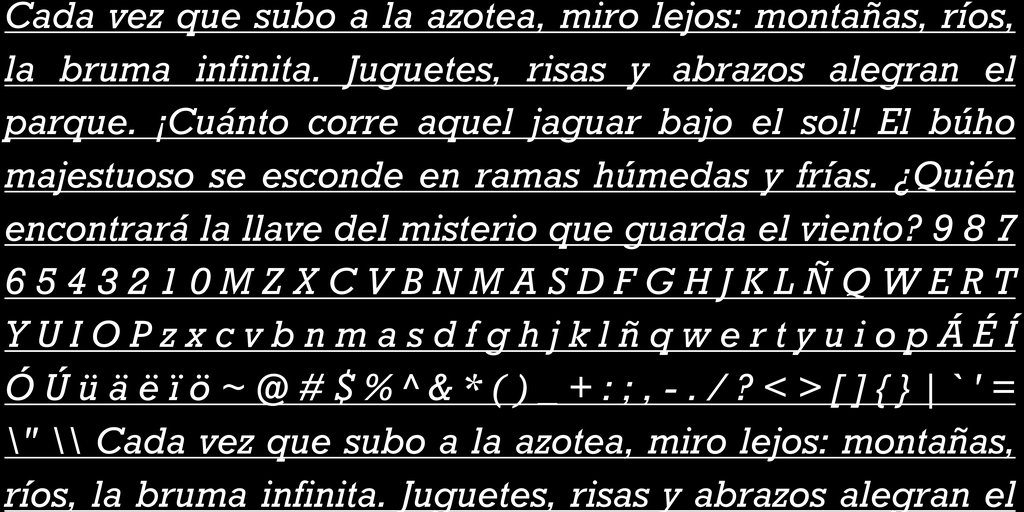 Cada vez que subo a la azotea, miro lejos: montañas, ríos,
la bruma infinita. Juguetes, risas y abrazos alegran el
parque. ¡Cuánto corre aquel jaguar bajo el sol! El búho
majestuoso se esconde en ramas húmedas y frías. ¿Quién
encontrará la llave del misterio que guarda el viento? 9 8 7
6 5 4 3 2 1 0 M Z X C V B N M A S D F G H J K L Ñ Q W E R T
Y U I O P z x c v b n m a s d f g h j k l ñ q w e r t y u i o p Á É Í
Ó Ú ü ä ë ï ö ~ @ # $ % ^ & * ( ) _ + : ; , - . / ? < > [ ] { } | ` ' =
\" \\ Cada vez que subo a la azotea, miro lejos: montañas,
ríos, la bruma infinita. Juguetes, risas y abrazos alegran el